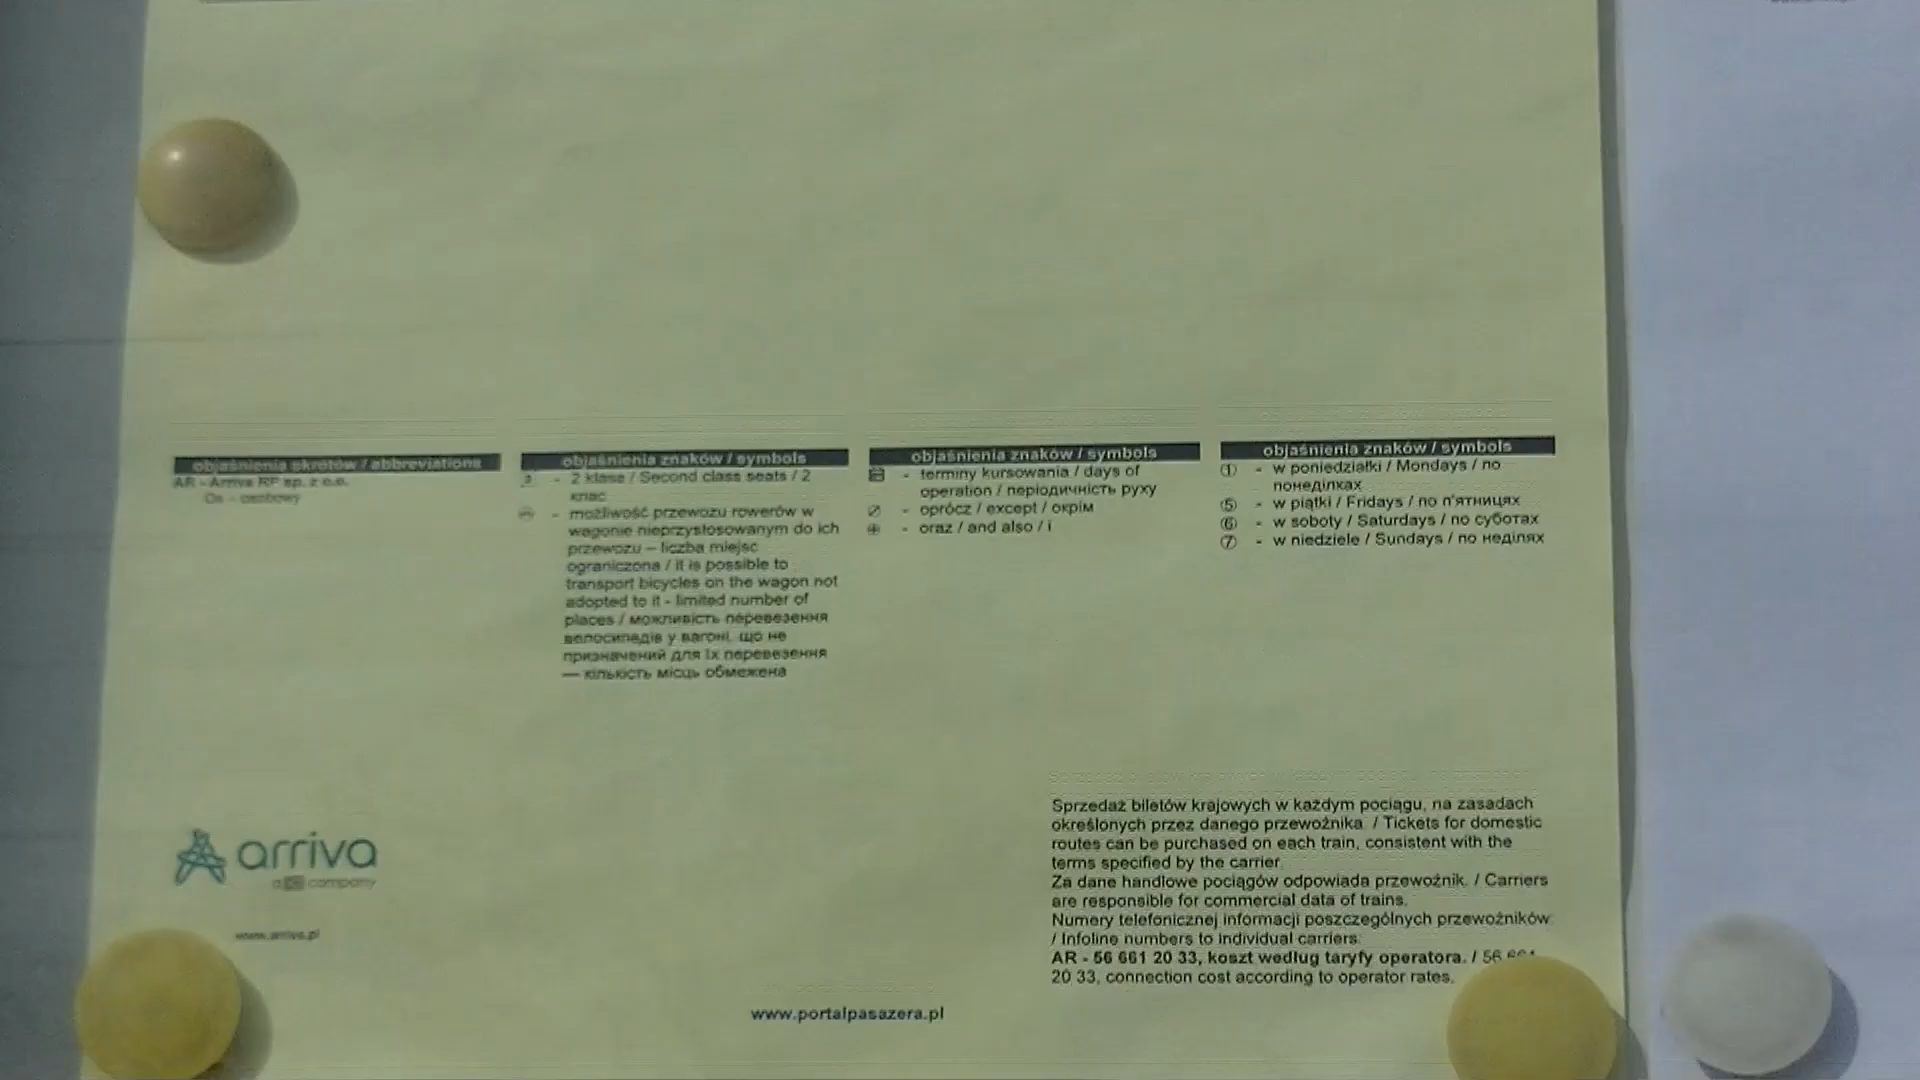 objaśnienia skrótów / abbreviations
AR - Arriva RP sp. z o.o.
Os - osobowy
objaśnienia znaków / symbols
2 - 2 klasa / Second class seats / 2
клас
- możliwość przewozu rowerów w
wagonie nieprzystosowanym do ich
przewozu – liczba miejsc
ograniczona / it is possible to
transport bicycles on the wagon not
adopted to it - limited number of
places / можливість перевезення
велосипедів у вагоні, що не
призначений для їх перевезення
— кількість місць обмежена
objaśnienia znaków / symbols
- terminy kursowania / days of
operation / періодичність руху
- oprócz / except / окрім
⊕ - oraz / and also / і
objaśnienia znaków / symbols
① - w poniedziałki / Mondays / по
понеділках
⑤ - w piątki / Fridays / по п'ятницях
⑥ - w soboty / Saturdays / по суботах
⑦ - w niedziele / Sundays / по неділях
arriva
a DB company
www.arriva.pl
Sprzedaż biletów krajowych w każdym pociągu, na zasadach
określonych przez danego przewoźnika. / Tickets for domestic
routes can be purchased on each train, consistent with the
terms specified by the carrier.
Za dane handlowe pociągów odpowiada przewoźnik. / Carriers
are responsible for commercial data of trains.
Numery telefonicznej informacji poszczególnych przewoźników
/ Infoline numbers to individual carriers:
AR - 56 661 20 33, koszt według taryfy operatora. / 56 661
20 33, connection cost according to operator rates.
www.portalpasazera.pl